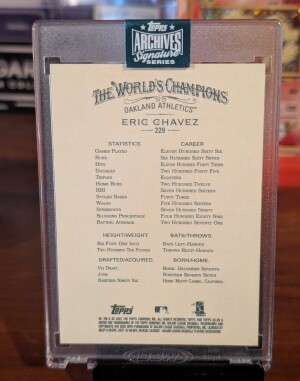 TOPPS
ARCHIVES
Signature
SERIES
THE WORLD'S CHAMPIONS
OAKLAND ATHLETICS™
ERIC CHAVEZ
229
STATISTICS CAREER
GAMES PLAYED ELEVEN HUNDRED SIXTY SIX
RUNS SIX HUNDRED SIXTY SEVEN
HITS ELEVEN HUNDRED FORTY THREE
DOUBLES TWO HUNDRED FORTY FIVE
TRIPLES EIGHTEEN
HOME RUNS TWO HUNDRED TWELVE
RBI SEVEN HUNDRED SIXTEEN
STOLEN BASES FORTY THREE
WALKS FIVE HUNDRED SIXTEEN
STRIKEOUTS SEVEN HUNDRED NINETY
SLUGGING PERCENTAGE FOUR HUNDRED EIGHTY NINE
BATTING AVERAGE TWO HUNDRED SEVENTY ONE
HEIGHT/WEIGHT: BATS/THROWS:
SIX FOOT ONE INCH BATS LEFT-HANDED
TWO HUNDRED TEN POUNDS THROWS RIGHT-HANDED
DRAFTED/ACQUIRED: BORN/HOME:
VIA DRAFT, BORN: DECEMBER SEVENTH
JUNE NINETEEN SEVENTY SEVEN
NINETEEN NINETY SIX HOME: MOUNT CARMEL, CALIFORNIA
Topps